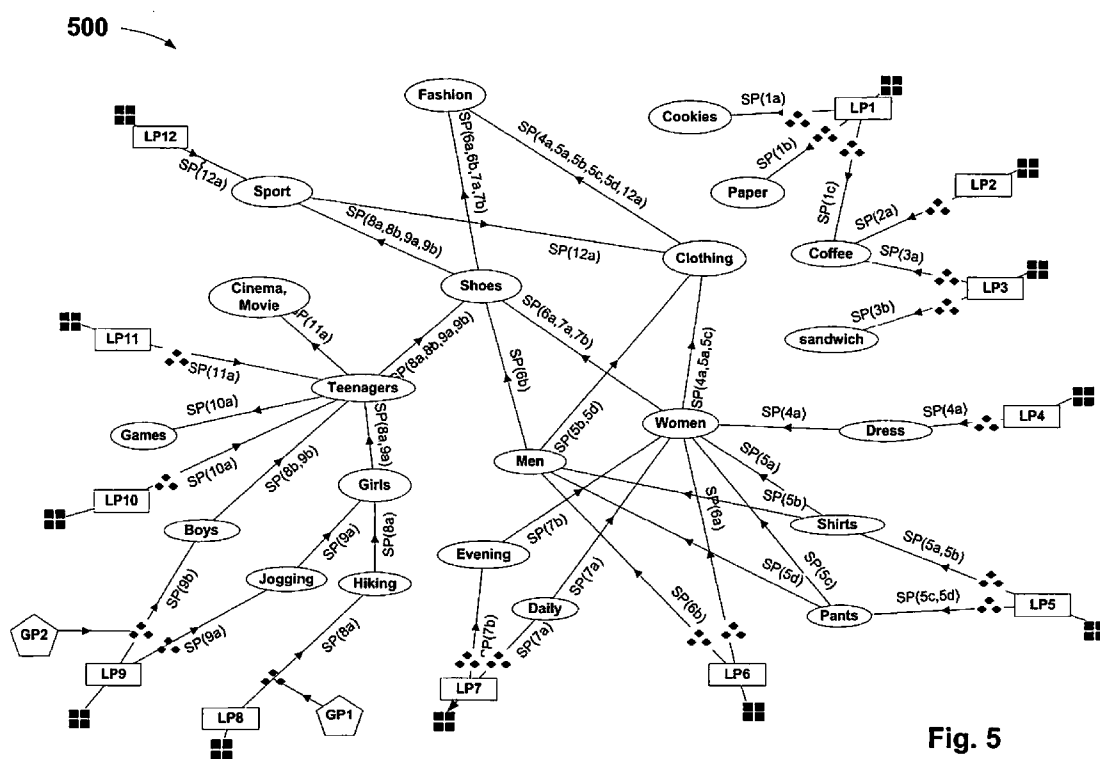 500
Fashion
Cookies
SP(1a)
LP1
LP12
SP(1b)
SP(12a)
Sport
SP(6a,6b,7a,7b)
SP(4a,5a,5b,5c,5d,12a)
Paper
SP(1c)
LP2
SP(2a)
SP(8a,8b,9a,9b)
SP(12a)
Clothing
Coffee
SP(3a)
LP3
Cinema,
Movie
Shoes
SP(6a,7a,7b)
SP(3b)
sandwich
SP(11a)
LP11
SP(11a)
SP(8a,8b,9a,9b)
SP(6b)
SP(4a,5a,5c)
Teenagers
SP(10a)
Games
SP(8a,9a)
SP(5b,5d)
Women
SP(4a)
Dress
SP(4a)
LP4
SP(10a)
SP(8b,9b)
Men
SP(5a)
LP10
Girls
SP(6a)
SP(5b)
Shirts
Boys
SP(9a)
SP(8a)
Evening
SP(7b)
SP(5a,5b)
SP(9b)
Jogging
Hiking
SP(7a)
SP(5d)
SP(5c)
SP(5c,5d)
LP5
Daily
Pants
GP2
SP(9a)
SP(8a)
SP(7b)
SP(7a)
SP(6b)
LP9
LP7
LP6
LP8
GP1
Fig. 5